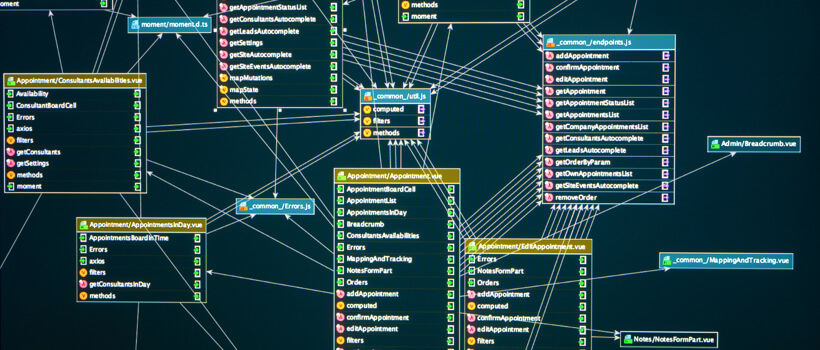 moment
moment/moment.d.ts
getAppointmentStatusList
getConsultantsAutocomplete
getLeadsAutocomplete
getSettings
getSiteAutocomplete
getSiteEventsAutocomplete
mapMutations
mapState
methods
methods
moment
_common_/endpoints.js
addAppointment
confirmAppointment
editAppointment
getAppointment
getAppointmentStatusList
getAppointmentsList
getCompanyAppointmentsList
getConsultantsAutocomplete
getLeadsAutocomplete
getOrderByParam
getOwnAppointmentsList
getSiteEventsAutocomplete
removeOrder
Appointment/ConsultantsAvailabilities.vue
Availability
ConsultantBoardCell
Errors
axios
filters
getConsultants
getSettings
methods
moment
_common_/util.js
computed
filters
methods
Admin/Breadcrumb.vue
Appointment/Appointment.vue
AppointmentBoardCell
AppointmentList
AppointmentsInDay
Breadcrumb
ConsultantsAvailabilities
Errors
MappingAndTracking
NotesFormPart
Orders
addAppointment
computed
confirmAppointment
editAppointment
filters
_common_/Errors.js
Appointment/AppointmentsInDay.vue
AppointmentsBoardInTime
Errors
axios
filters
getConsultantsInDay
methods
Appointment/EditAppointment.vue
Errors
NotesFormPart
Orders
addAppointment
computed
confirmAppointment
editAppointment
filters
_common_/MappingAndTracking.vue
Notes/NotesFormPart.vue